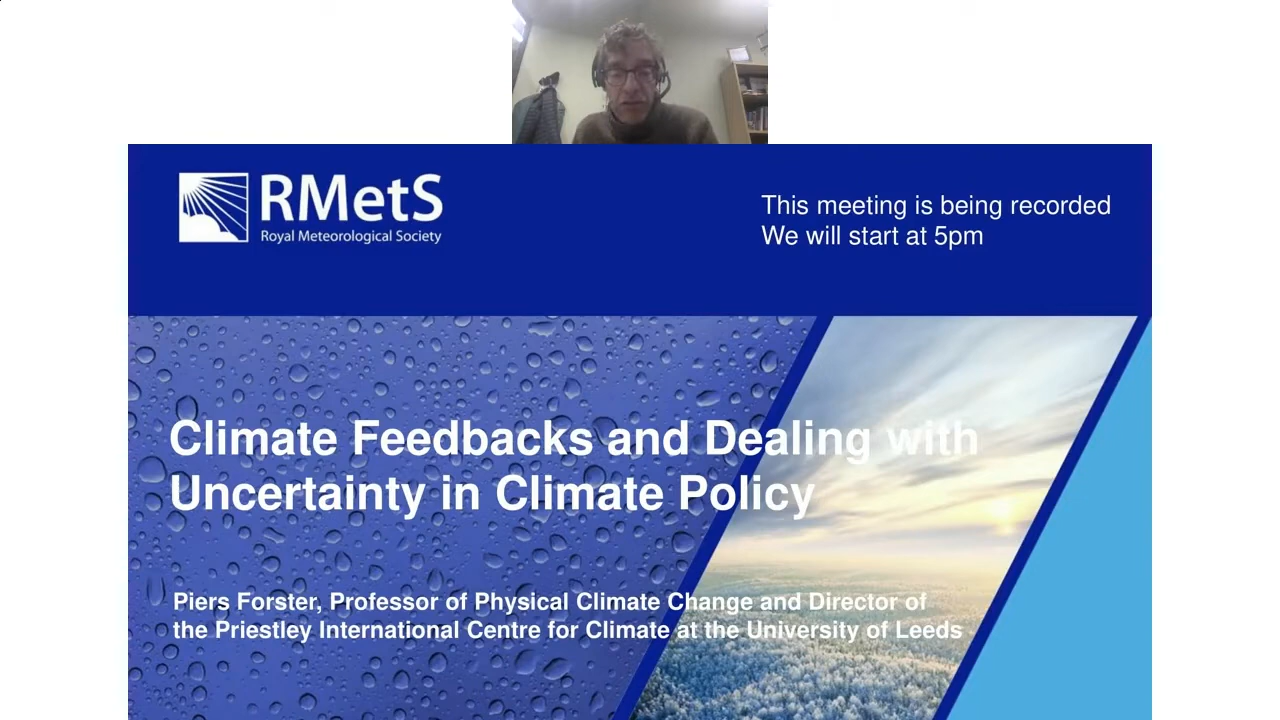 RMetS
Royal Meteorological Society
This meeting is being recorded
We will start at 5pm
Climate Feedbacks and Dealing with
Uncertainty in Climate Policy
Piers Forster, Professor of Physical Climate Change and Director of
the Priestley International Centre for Climate at the University of Leeds